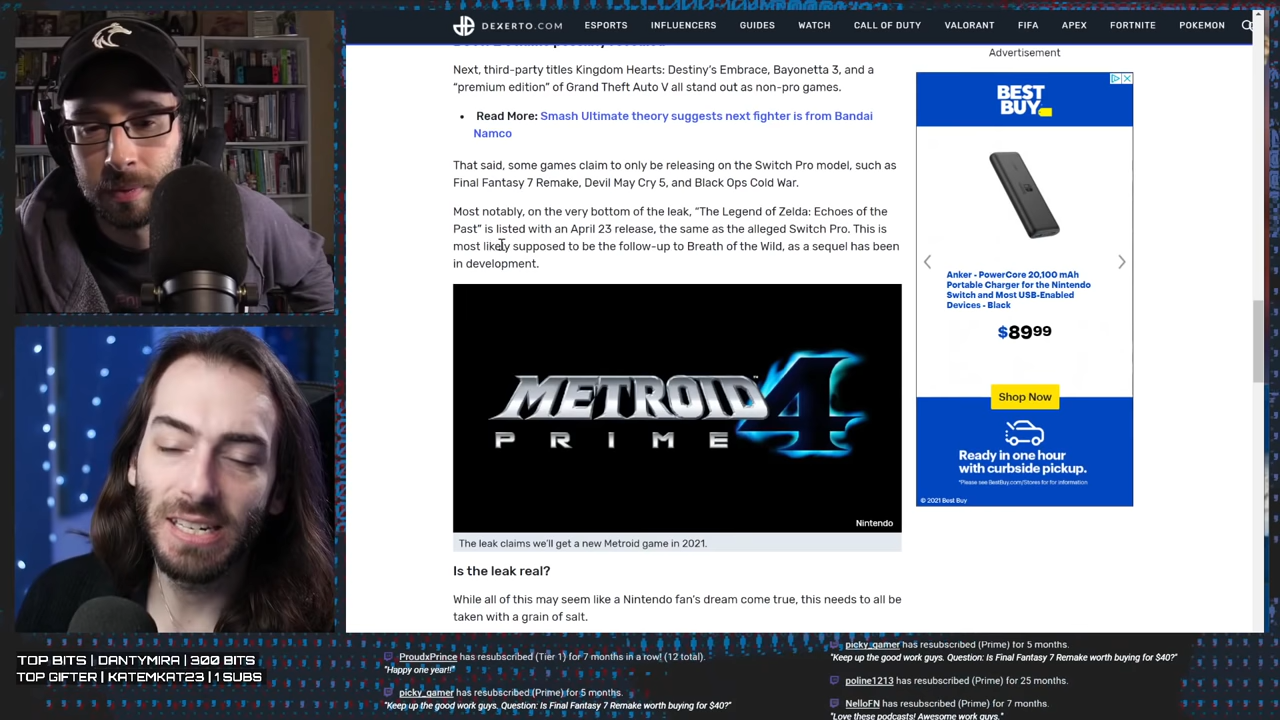 DEXERTO.COM ESPORTS INFLUENCERS GUIDES WATCH CALL OF DUTY VALORANT FIFA APEX FORTNITE POKEMON
Next, third-party titles Kingdom Hearts: Destiny's Embrace, Bayonetta 3, and a
“premium edition” of Grand Theft Auto V all stand out as non-pro games.
• Read More: Smash Ultimate theory suggests next fighter is from Bandai
Namco
That said, some games claim to only be releasing on the Switch Pro model, such as
Final Fantasy 7 Remake, Devil May Cry 5, and Black Ops Cold War.
Most notably, on the very bottom of the leak, “The Legend of Zelda: Echoes of the
Past” is listed with an April 23 release, the same as the alleged Switch Pro. This is
most likely supposed to be the follow-up to Breath of the Wild, as a sequel has been
in development.
METROID™ 4
PRIME
Nintendo
The leak claims we'll get a new Metroid game in 2021.
Is the leak real?
While all of this may seem like a Nintendo fan's dream come true, this needs to all be
taken with a grain of salt.
Advertisement
BEST
BUY
Anker - PowerCore 20,100 mAh
Portable Charger for the Nintendo
Switch and Most USB-Enabled
Devices - Black
$89⁹⁹
Shop Now
Ready in one hour
with curbside pickup.
*Please see BestBuy.com/Stores for for information
© 2021 Best Buy
TOP BITS | DANTYMIRA | 300 BITS
TOP GIFTER | KATEMKAT23 | 1 SUBS
ProudxPrince has resubscribed (Tier 1) for 7 months in a row! (12 total).
"Happy one year!!"
picky_gamer has resubscribed (Prime) for 5 months.
"Keep up the good work guys. Question: Is Final Fantasy 7 Remake worth buying for $40?"
picky_gamer has resubscribed (Prime) for 5 months.
"Keep up the good work guys. Question: Is Final Fantasy 7 Remake worth buying for $40?"
poline1213 has resubscribed (Prime) for 25 months.
NelloFN has resubscribed (Prime) for 7 months.
"Love these podcasts! Awesome work guys."